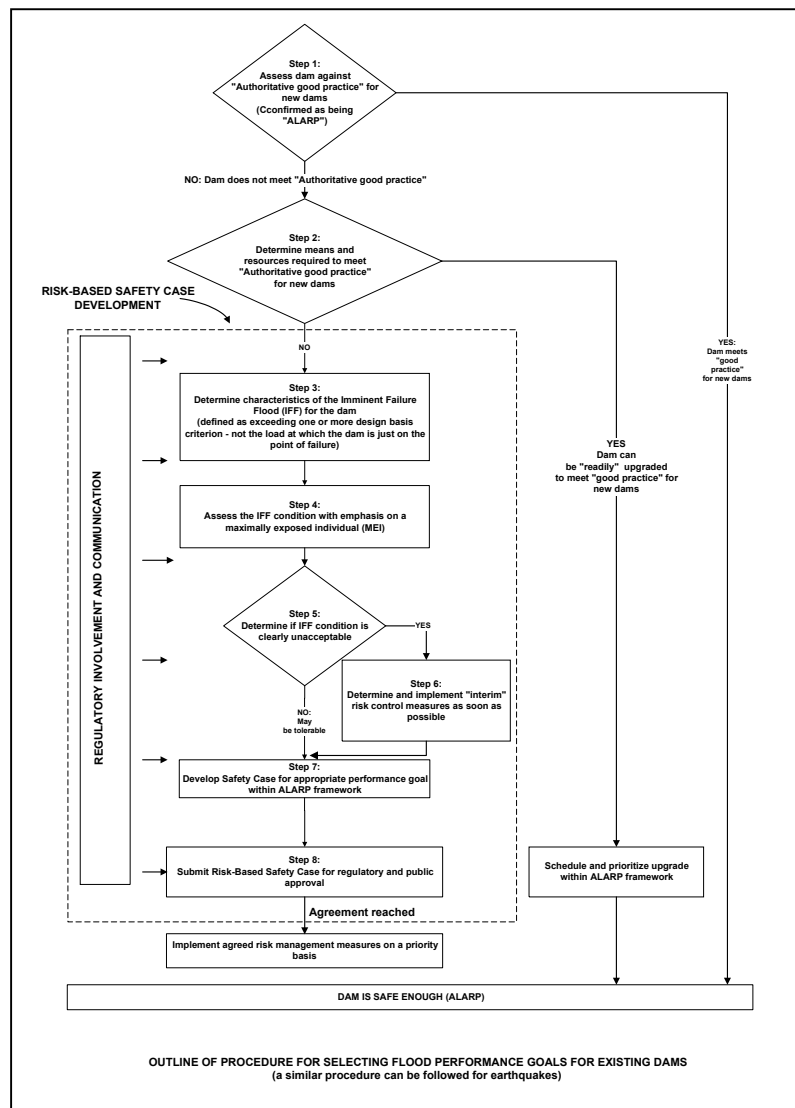 Step 1:
Assess dam against
"Authoritative good practice" for
new dams
(Cconfirmed as being
"ALARP")
NO: Dam does not meet "Authoritative good practice"
Step 2:
Determine means and
resources required to meet
"Authoritative good practice"
for new dams
RISK-BASED SAFETY CASE
DEVELOPMENT
NO
YES:
Dam meets
"good
practice"
for new dams
Step 3:
Determine characteristics of the Imminent Failure
Flood (IFF) for the dam
(defined as exceeding one or more design basis
criterion - not the load at which the dam is just on the
point of failure)
YES
Dam can
be "readily" upgraded
to meet "good practice" for
new dams
REGULATORY INVOLVEMENT AND COMMUNICATION
Step 4:
Assess the IFF condition with emphasis on a
maximally exposed individual (MEI)
Step 5:
Determine if IFF condition is
clearly unacceptable
YES
Step 6:
Determine and implement "interim"
risk control measures as soon as
possible
NO:
May
be tolerable
Step 7:
Develop Safety Case for appropriate performance goal
within ALARP framework
Step 8:
Submit Risk-Based Safety Case for regulatory and public
approval
Schedule and prioritize upgrade
within ALARP framework
Agreement reached
Implement agreed risk management measures on a priority
basis
DAM IS SAFE ENOUGH (ALARP)
OUTLINE OF PROCEDURE FOR SELECTING FLOOD PERFORMANCE GOALS FOR EXISTING DAMS
(a similar procedure can be followed for earthquakes)